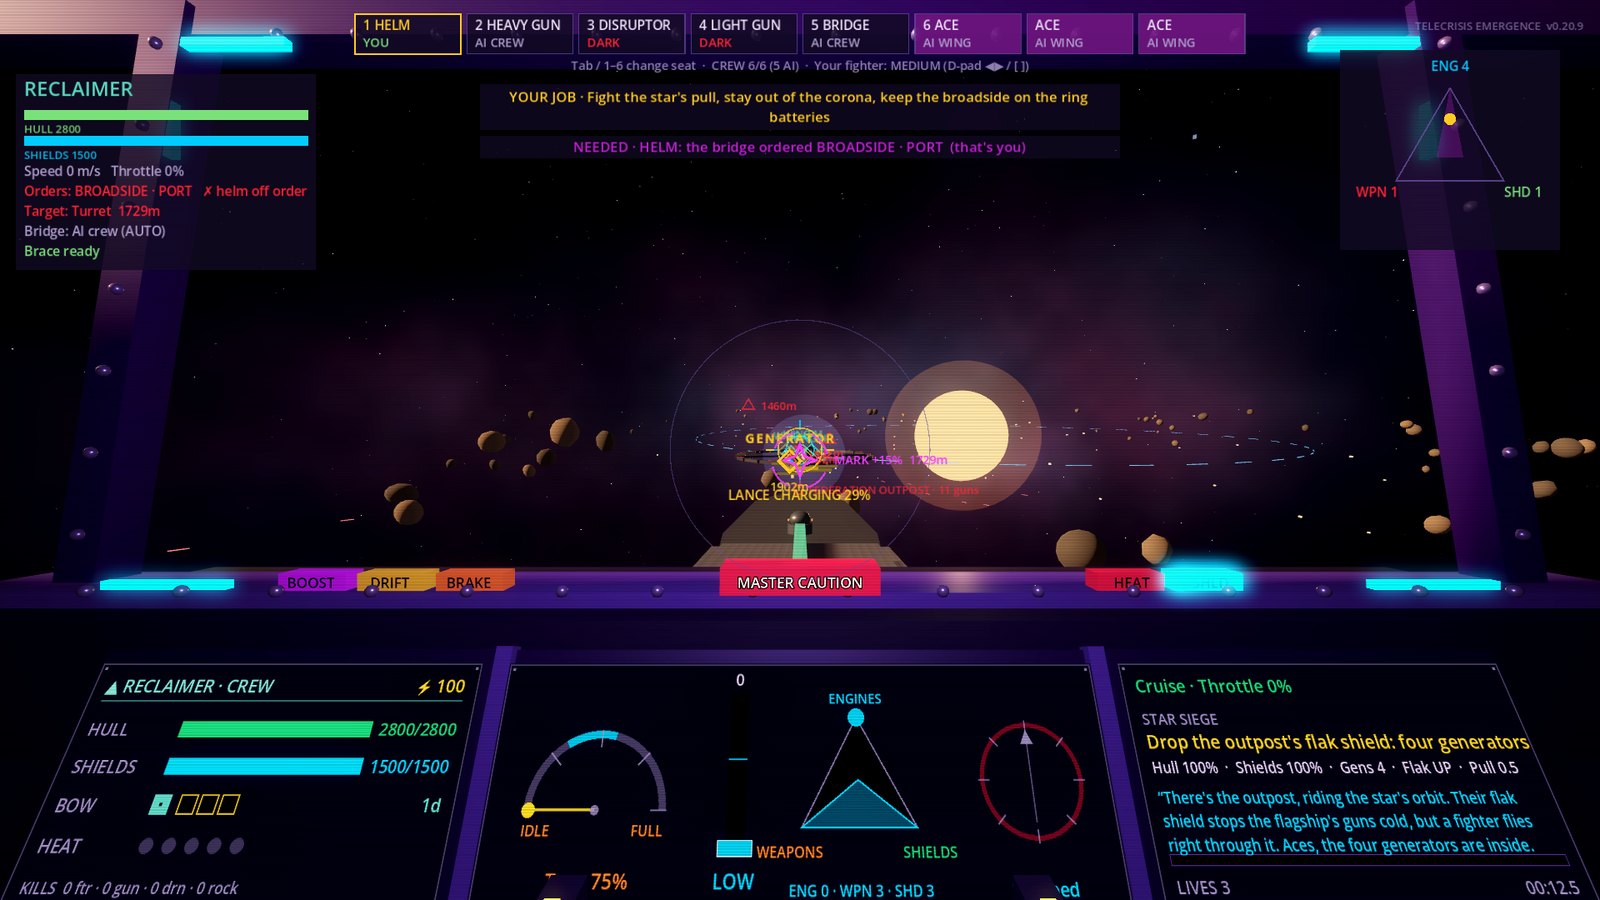 1 HELM
YOU
2 HEAVY GUN
AI CREW
3 DISRUPTOR
DARK
4 LIGHT GUN
DARK
5 BRIDGE
AI CREW
6 ACE
AI WING
ACE
AI WING
ACE
AI WING
TELECRISIS EMERGENCE v0.20.9
Tab / 1–6 change seat · CREW 6/6 (5 AI) · Your fighter: MEDIUM (D-pad ◀▶ / [ ])
RECLAIMER
HULL 2800
SHIELDS 1500
Speed 0 m/s Throttle 0%
Orders: BROADSIDE · PORT ✗ helm off order
Target: Turret 1729m
Bridge: AI crew (AUTO)
Brace ready
YOUR JOB · Fight the star's pull, stay out of the corona, keep the broadside on the ring
batteries
NEEDED · HELM: the bridge ordered BROADSIDE · PORT (that's you)
ENG 4
WPN 1
SHD 1
1460m
GENERATOR
MARK +15% 1729m
1902m
OUTPOST · 11 guns
LANCE CHARGING 29%
BOOST
DRIFT
BRAKE
MASTER CAUTION
HEAT
RECLAIMER · CREW
⚡ 100
HULL
2800/2800
SHIELDS
1500/1500
BOW
1d
HEAT
KILLS 0 ftr · 0 gun · 0 drn · 0 rock
IDLE
FULL
75%
0
LOW
ENGINES
WEAPONS
SHIELDS
ENG 0 · WPN 3 · SHD 3
Cruise · Throttle 0%
STAR SIEGE
Drop the outpost's flak shield: four generators
Hull 100% · Shields 100% · Gens 4 · Flak UP · Pull 0.5
"There's the outpost, riding the star's orbit. Their flak
shield stops the flagship's guns cold, but a fighter flies
right through it. Aces, the four generators are inside.
LIVES 3
00:12.5